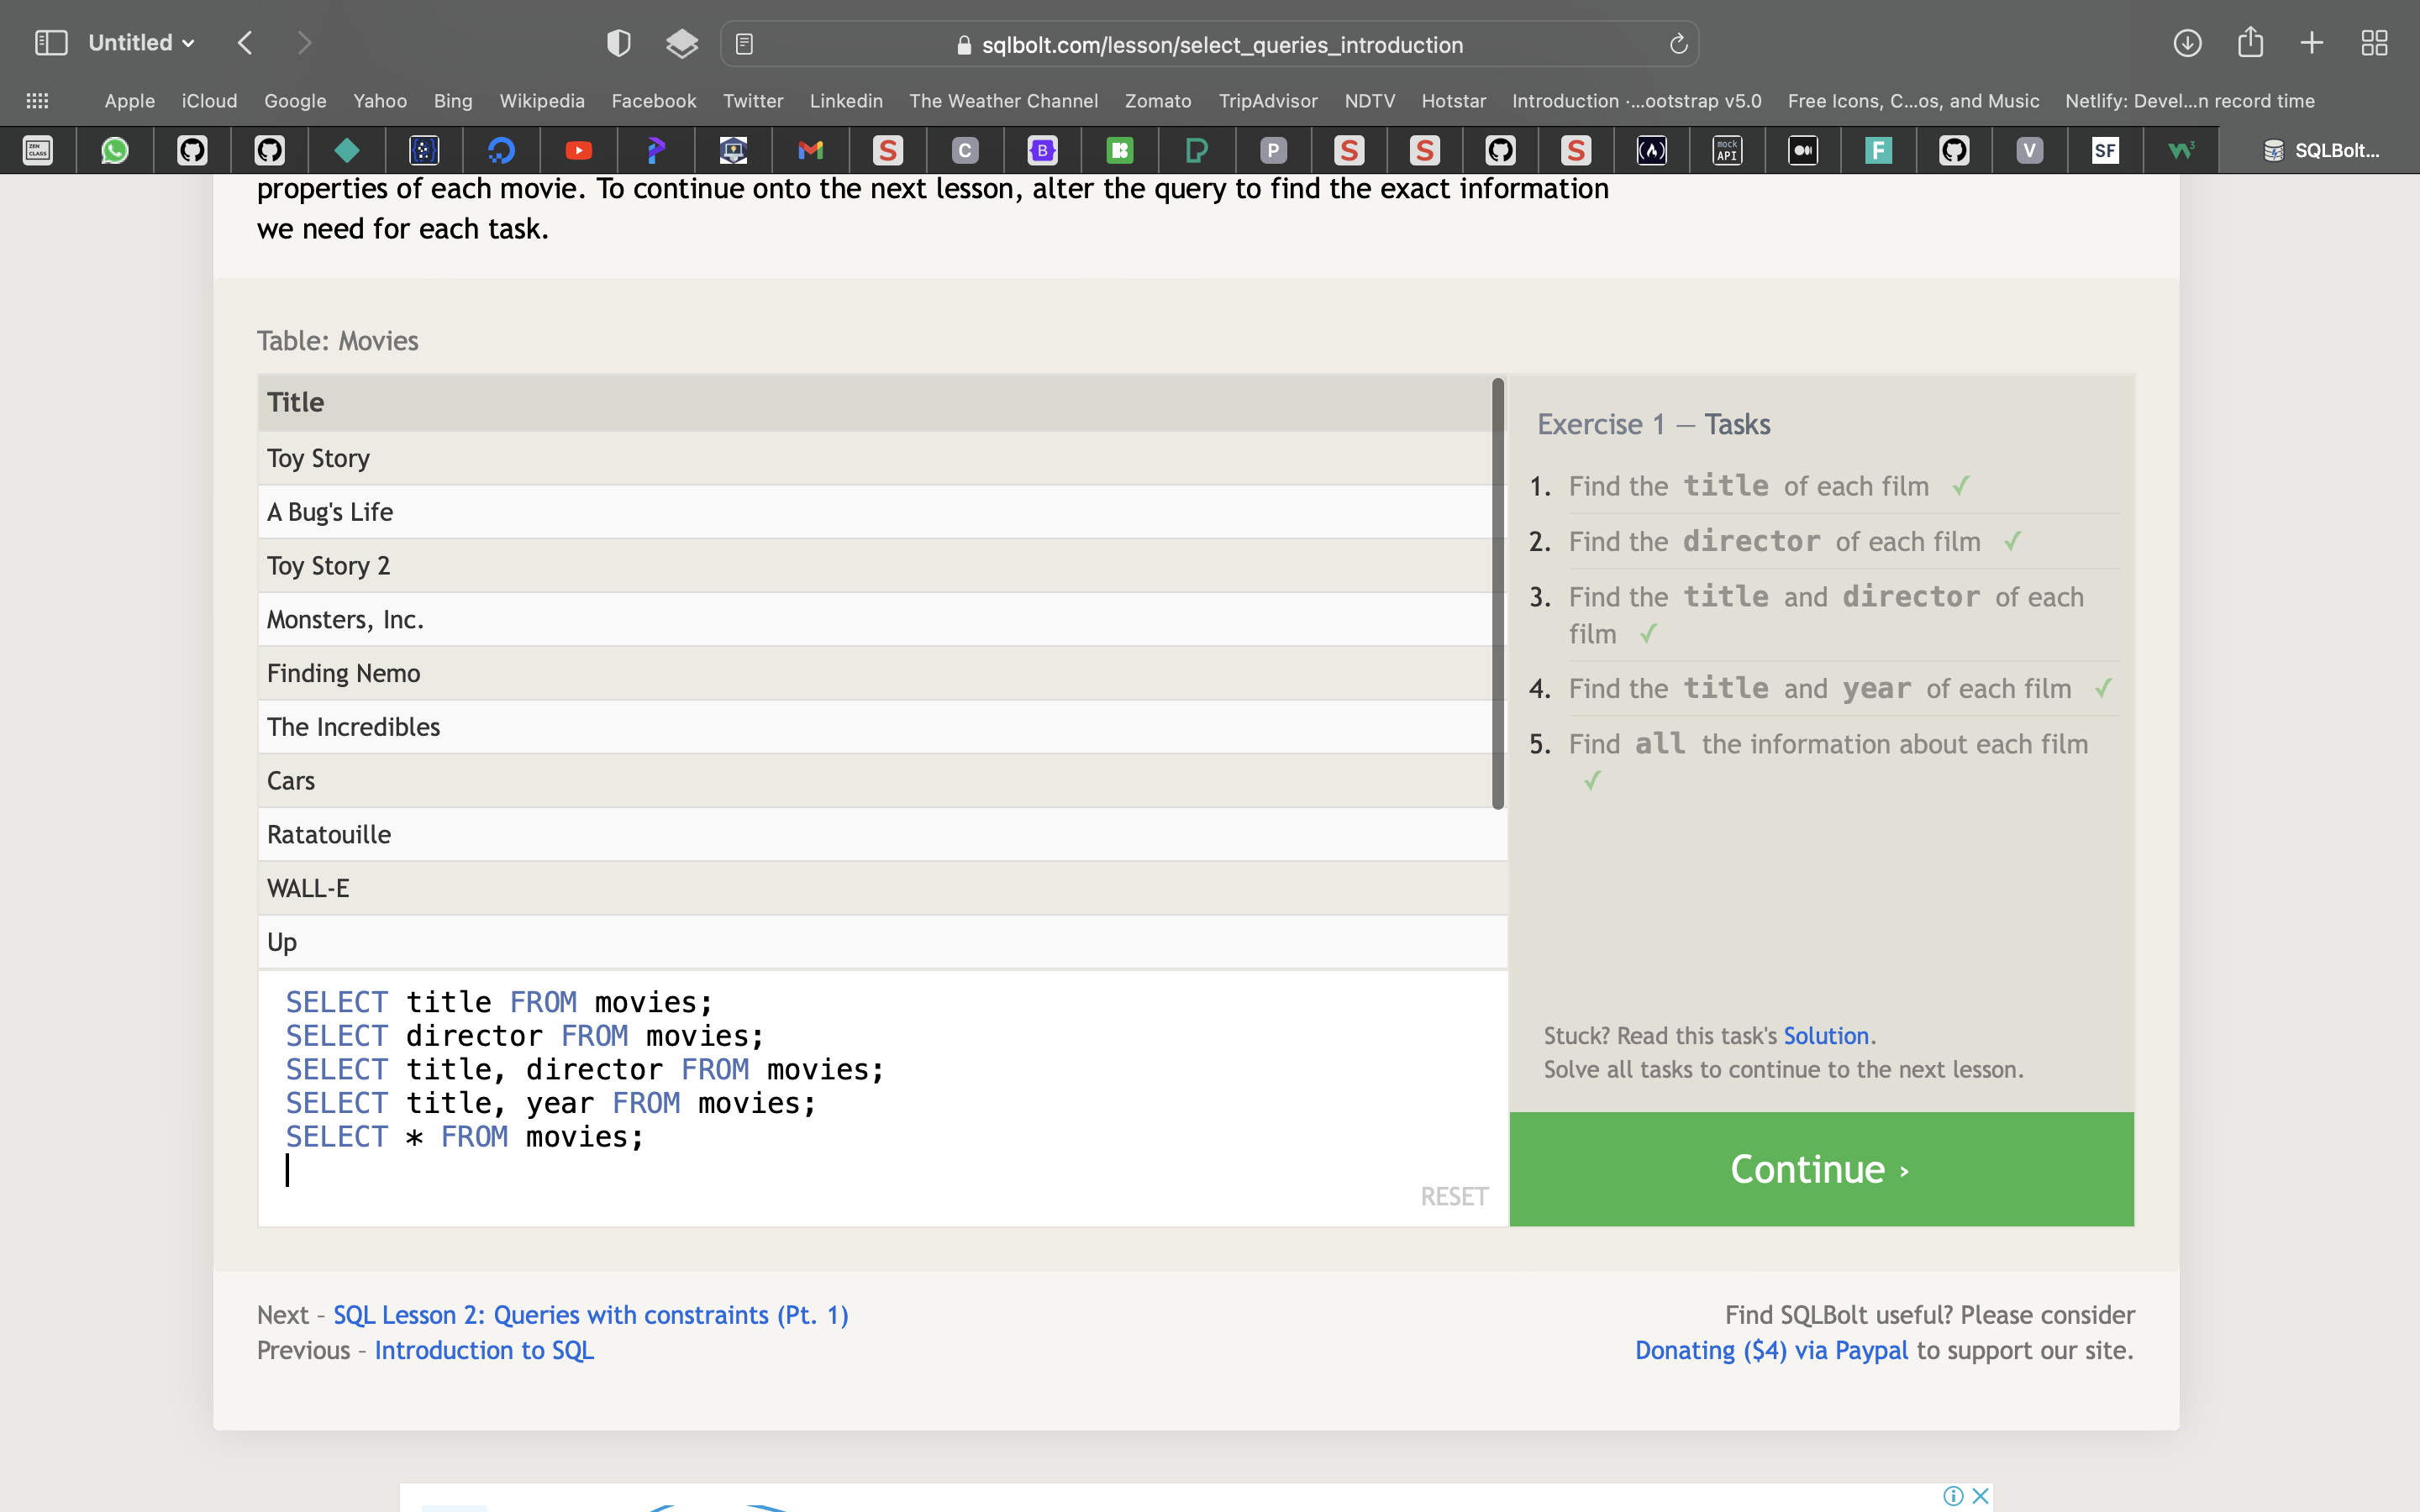 Untitled
sqlbolt.com/lesson/select_queries_introduction
Apple iCloud Google Yahoo Bing Wikipedia Facebook Twitter Linkedin The Weather Channel Zomato TripAdvisor NDTV Hotstar Introduction ·...ootstrap v5.0 Free Icons, C...os, and Music Netlify: Devel...n record time
ZEN CLASS S C B P S S S mock API F V SF W3 SQLBolt...
properties of each movie. To continue onto the next lesson, alter the query to find the exact information
we need for each task.
Table: Movies
Title
Toy Story
A Bug's Life
Toy Story 2
Monsters, Inc.
Finding Nemo
The Incredibles
Cars
Ratatouille
WALL-E
Up
SELECT title FROM movies;
SELECT director FROM movies;
SELECT title, director FROM movies;
SELECT title, year FROM movies;
SELECT * FROM movies;
RESET
Exercise 1 — Tasks
1. Find the title of each film ✓
2. Find the director of each film ✓
3. Find the title and director of each
film ✓
4. Find the title and year of each film ✓
5. Find all the information about each film
✓
Stuck? Read this task's Solution.
Solve all tasks to continue to the next lesson.
Continue ›
Next – SQL Lesson 2: Queries with constraints (Pt. 1)
Previous – Introduction to SQL
Find SQLBolt useful? Please consider
Donating ($4) via Paypal to support our site.